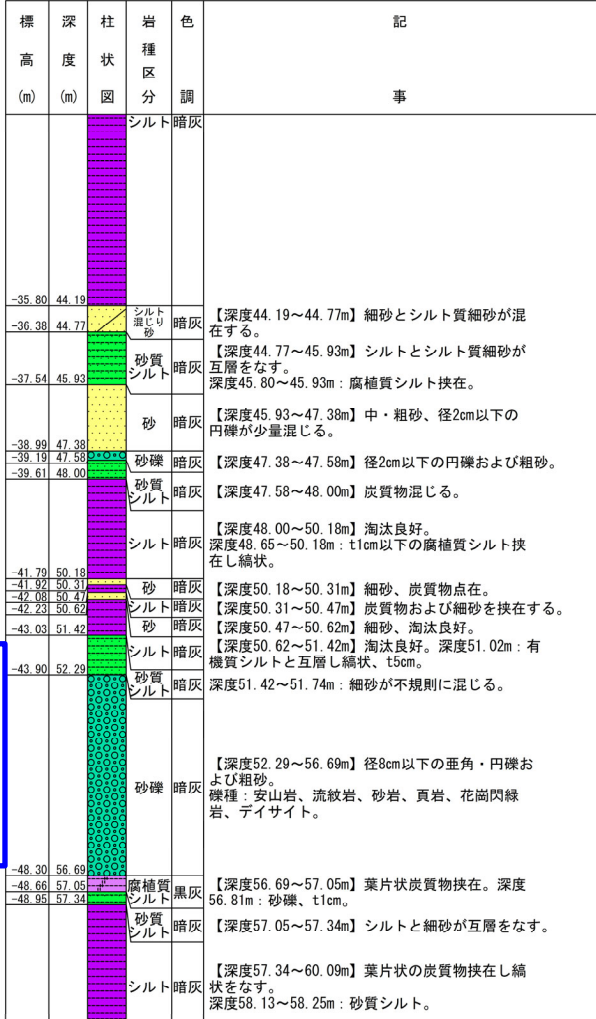 標高(m) 深度(m) 柱状図 岩種区分 色調 記事
シルト 暗灰
-35.80 44.19
シルト混じり砂 暗灰 【深度44.19～44.77m】細砂とシルト質細砂が混
在する。
-36.38 44.77
砂質シルト 暗灰 【深度44.77～45.93m】シルトとシルト質細砂が
互層をなす。
深度45.80～45.93m：腐植質シルト挟在。
-37.54 45.93
砂 暗灰 【深度45.93～47.38m】中・粗砂、径2cm以下の
円礫が少量混じる。
-38.99 47.38
砂礫 暗灰 【深度47.38～47.58m】径2cm以下の円礫および粗砂。
-39.19 47.58
砂質シルト 暗灰 【深度47.58～48.00m】炭質物混じる。
-39.61 48.00
シルト 暗灰 【深度48.00～50.18m】淘汰良好。
深度48.65～50.18m：t1cm以下の腐植質シルト挟
在し縞状。
-41.79 50.18
砂 暗灰 【深度50.18～50.31m】細砂、炭質物点在。
-41.92 50.31
シルト 暗灰 【深度50.31～50.47m】炭質物および細砂を挟在する。
-42.08 50.47
砂 暗灰 【深度50.47～50.62m】細砂、淘汰良好。
-42.23 50.62
シルト 暗灰 【深度50.62～51.42m】淘汰良好。深度51.02m：有
機質シルトと互層し縞状、t5cm。
-43.03 51.42
砂質シルト 暗灰 深度51.42～51.74m：細砂が不規則に混じる。
-43.90 52.29
砂礫 暗灰 【深度52.29～56.69m】径8cm以下の亜角・円礫お
よび粗砂。
礫種：安山岩、流紋岩、砂岩、頁岩、花崗閃緑
岩、デイサイト。
-48.30 56.69
腐植質シルト 黒灰 【深度56.69～57.05m】葉片状炭質物挟在。深度
56.81m：砂礫、t1cm。
-48.66 57.05
砂質シルト 暗灰 【深度57.05～57.34m】シルトと細砂が互層をなす。
-48.95 57.34
シルト 暗灰 【深度57.34～60.09m】葉片状の炭質物挟在し縞
状をなす。
深度58.13～58.25m：砂質シルト。